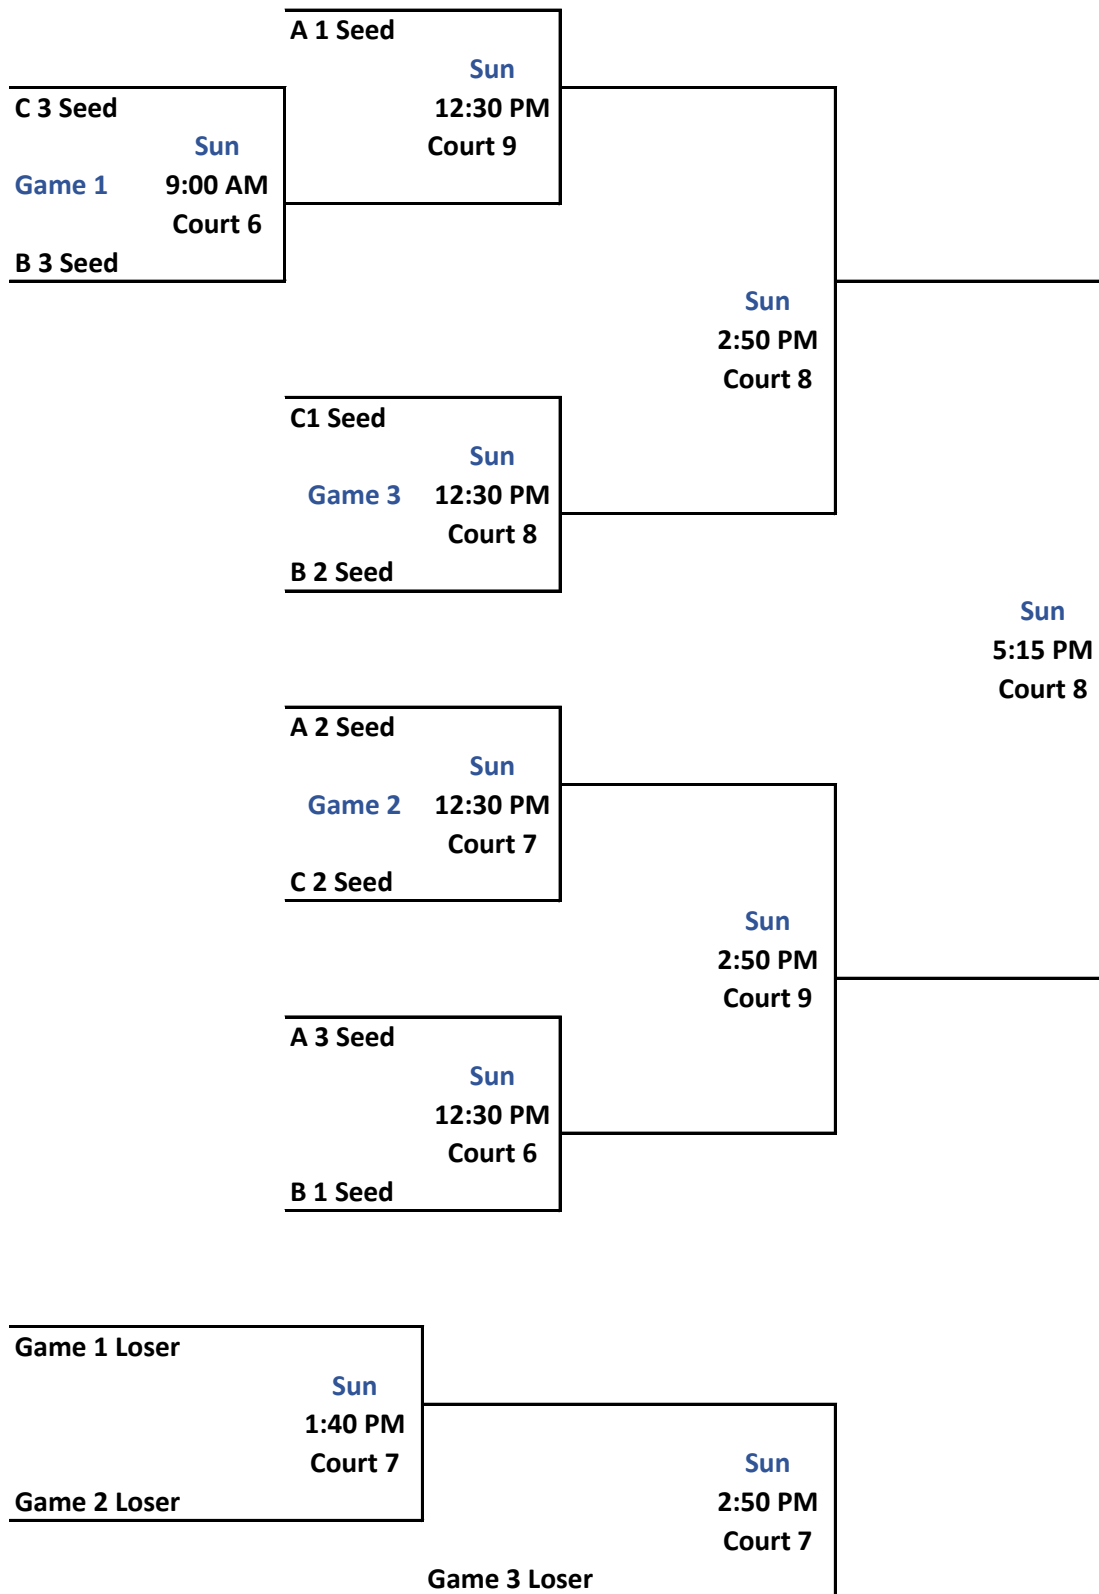 A 1 Seed
Sun
12:30 PM
Court 9
C 3 Seed
Sun
Game 1 9:00 AM
Court 6
B 3 Seed
Sun
2:50 PM
Court 8
C1 Seed
Sun
Game 3 12:30 PM
Court 8
B 2 Seed
Sun
5:15 PM
Court 8
A 2 Seed
Sun
Game 2 12:30 PM
Court 7
C 2 Seed
Sun
2:50 PM
Court 9
A 3 Seed
Sun
12:30 PM
Court 6
B 1 Seed
Game 1 Loser
Sun
1:40 PM
Court 7
Game 2 Loser
Sun
2:50 PM
Court 7
Game 3 Loser